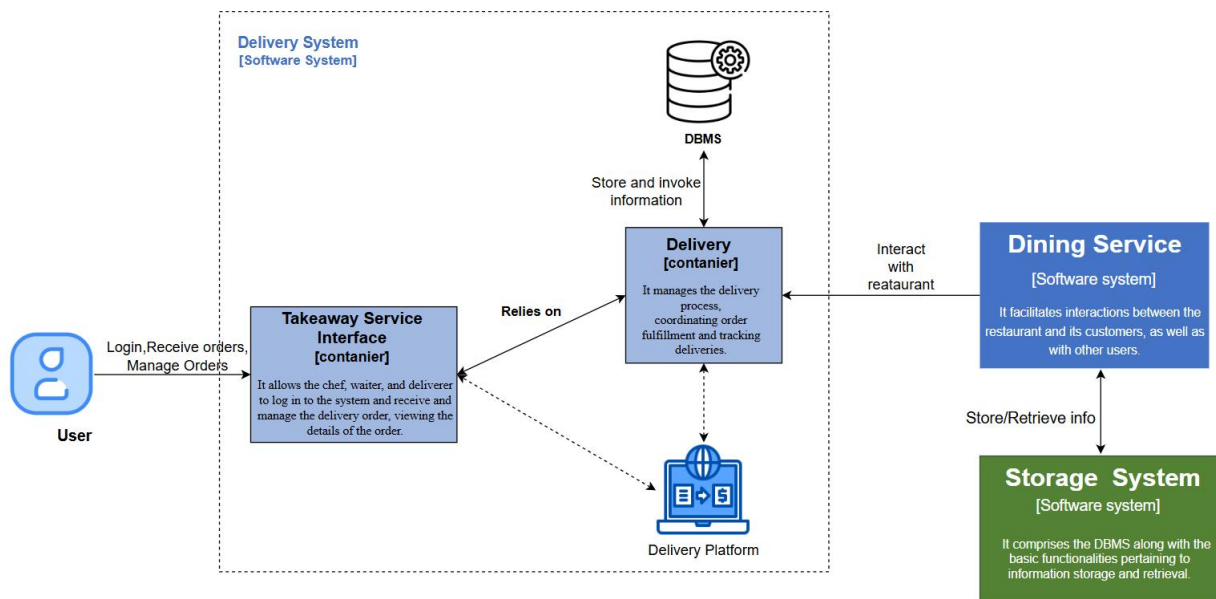 Delivery System
[Software System]
DBMS
Store and invoke
information
Delivery
[contanier]
It manages the delivery
process,
coordinating order
fulfillment and tracking
deliveries.
Interact
with
reataurant
Dining Service
[Software system]
It facilitates interactions between the
restaurant and its customers, as well as
with other users.
Relies on
Takeaway Service
Interface
[contanier]
It allows the chef, waiter, and deliverer
to log in to the system and receive and
manage the delivery order, viewing the
details of the order.
Login,Receive orders,
Manage Orders
User
Store/Retrieve info
Storage System
[Software system]
It comprises the DBMS along with the
basic functionalities pertaining to
information storage and retrieval.
$
Delivery Platform